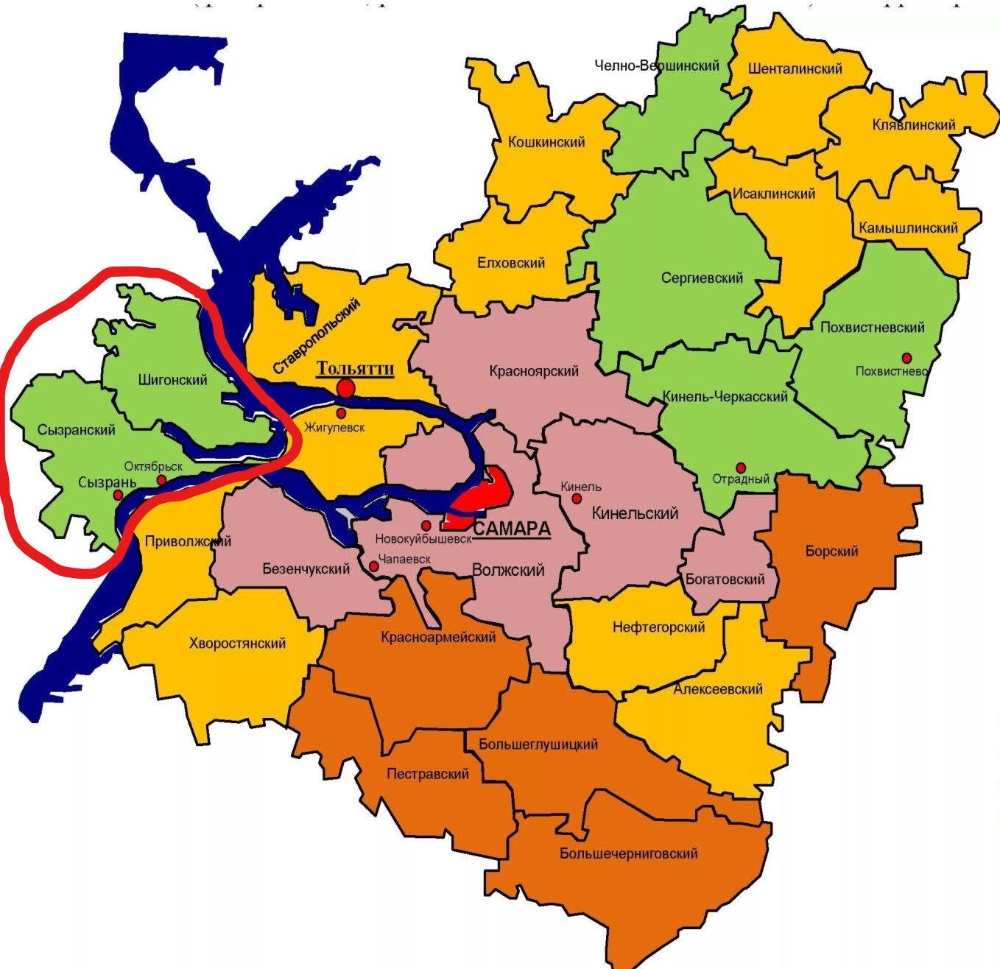 Челно-Вершинский
Шенталинский
Кошкинский
Клявлинский
Исаклинский
Камышлинский
Елховский
Сергиевский
Ставропольский
Похвистневский
Тольятти
Красноярский
Похвистнево
Шигонский
Кинель-Черкасский
Жигулевск
Сызранский
Октябрьск
Сызрань
Отрадный
Кинель
Кинельский
САМАРА
Новокуйбышевск
Приволжский
Борский
Чапаевск
Безенчукский
Волжский
Богатовский
Нефтегорский
Красноармейский
Хворостянский
Алексеевский
Большеглушицкий
Пестравский
Большечерниговский